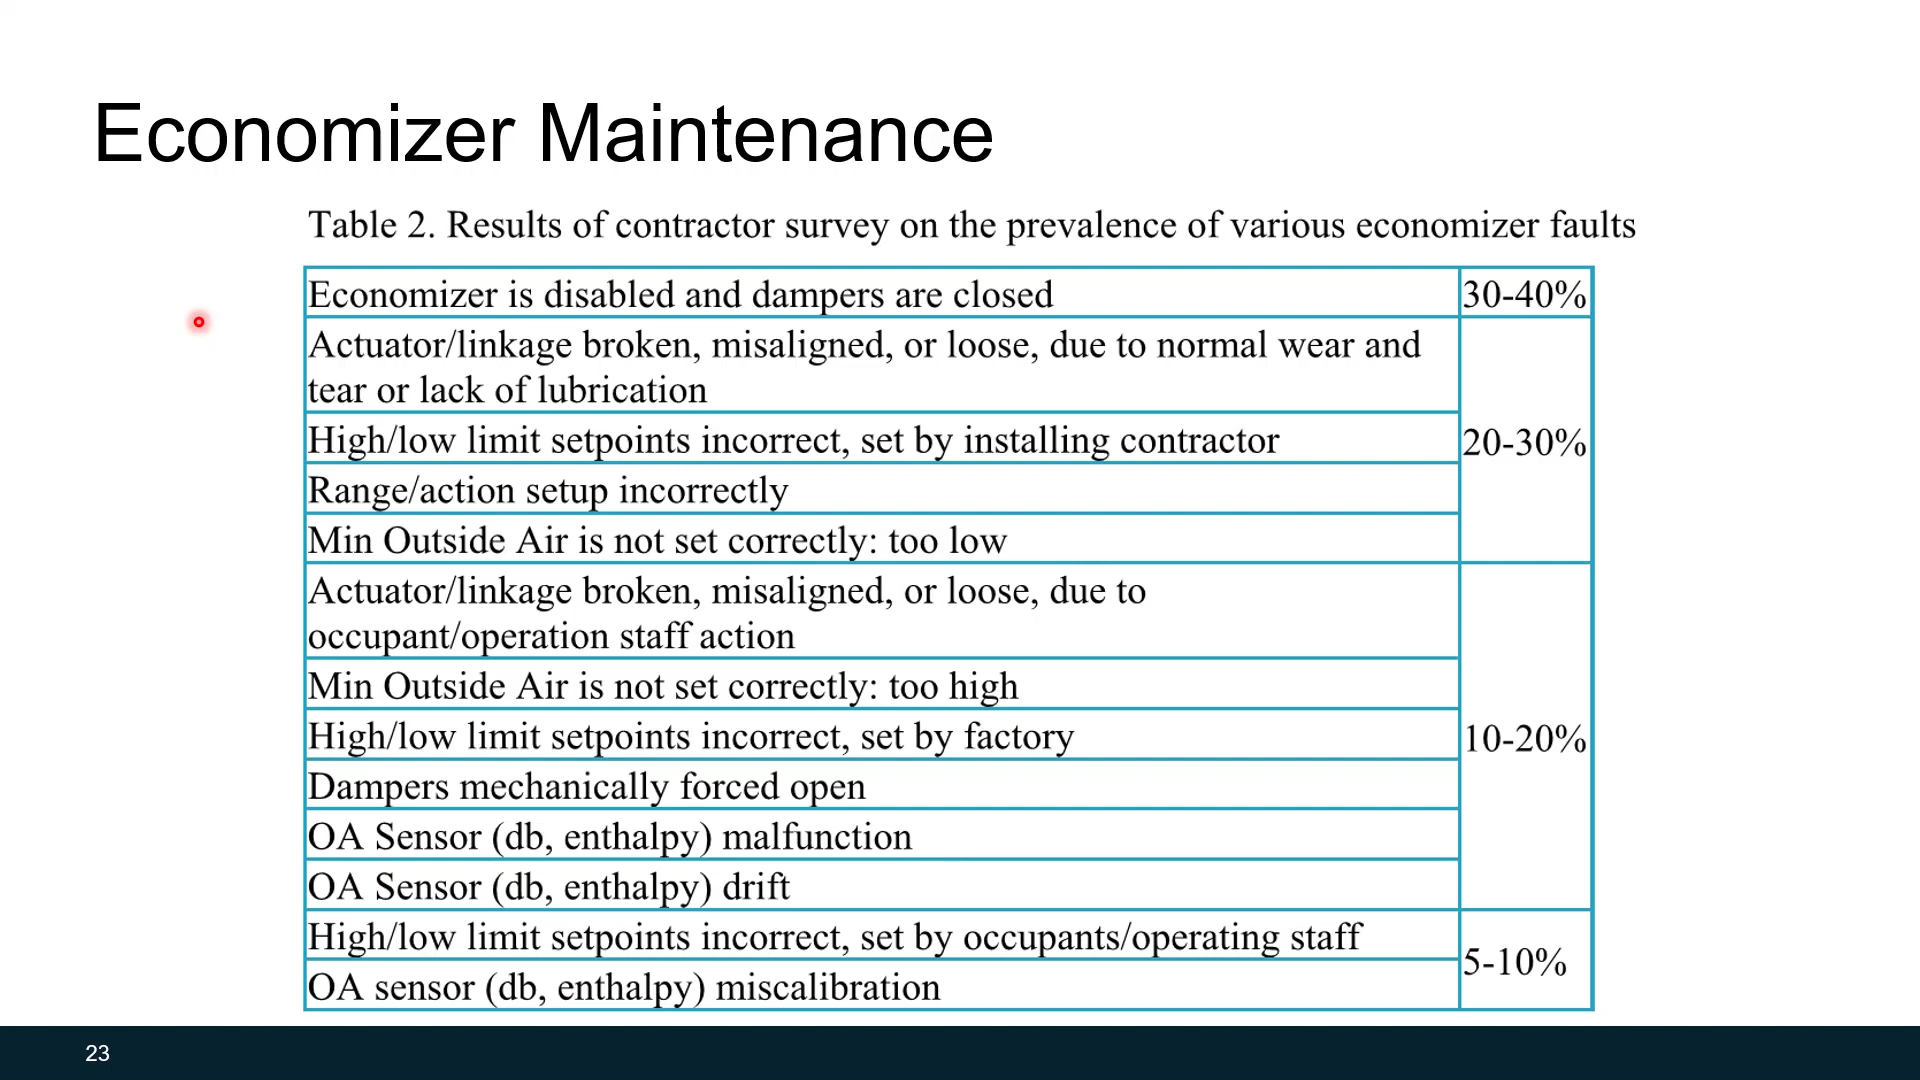 Economizer Maintenance
Table 2. Results of contractor survey on the prevalence of various economizer faults
Economizer is disabled and dampers are closed
30-40%
Actuator/linkage broken, misaligned, or loose, due to normal wear and
tear or lack of lubrication
High/low limit setpoints incorrect, set by installing contractor
20-30%
Range/action setup incorrectly
Min Outside Air is not set correctly: too low
Actuator/linkage broken, misaligned, or loose, due to
occupant/operation staff action
Min Outside Air is not set correctly: too high
High/low limit setpoints incorrect, set by factory
10-20%
Dampers mechanically forced open
OA Sensor (db, enthalpy) malfunction
OA Sensor (db, enthalpy) drift
High/low limit setpoints incorrect, set by occupants/operating staff
5-10%
OA sensor (db, enthalpy) miscalibration
23